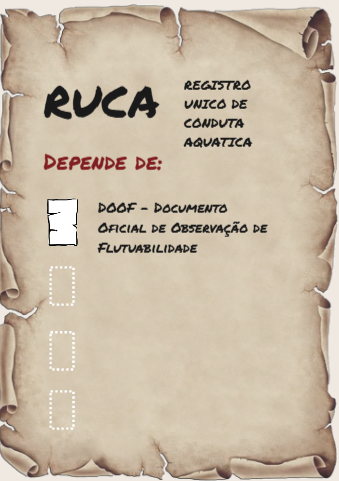 RUCA
REGISTRO
UNICO DE
CONDUTA
AQUATICA
DEPENDE DE:
DOOF - DOCUMENTO
OFICIAL DE OBSERVAÇÃO DE
FLUTUABILIDADE